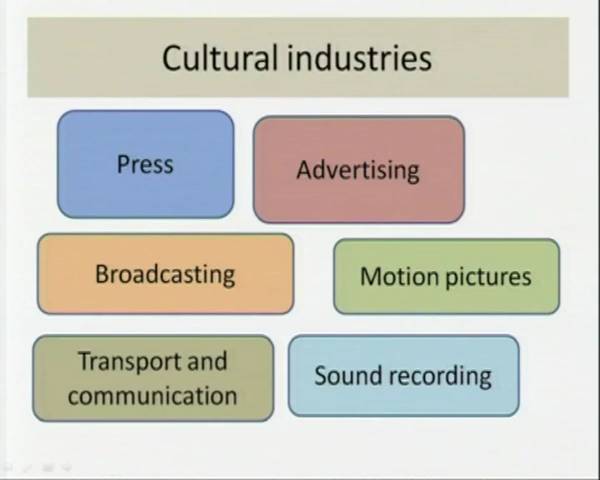 Cultural industries
Press
Advertising
Broadcasting
Motion pictures
Transport and
communication
Sound recording